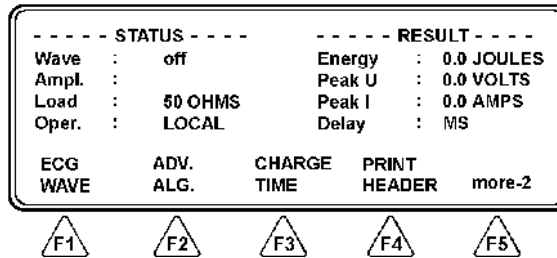 - - - - - STATUS - - - -     - - - - - RESULT - - - -
Wave : off     Energy : 0.0 JOULES
Ampl. :     Peak U : 0.0 VOLTS
Load : 50 OHMS     Peak I : 0.0 AMPS
Oper. : LOCAL     Delay : MS
ECG     ADV.     CHARGE     PRINT
WAVE     ALG.     TIME     HEADER     more-2
F1     F2     F3     F4     F5